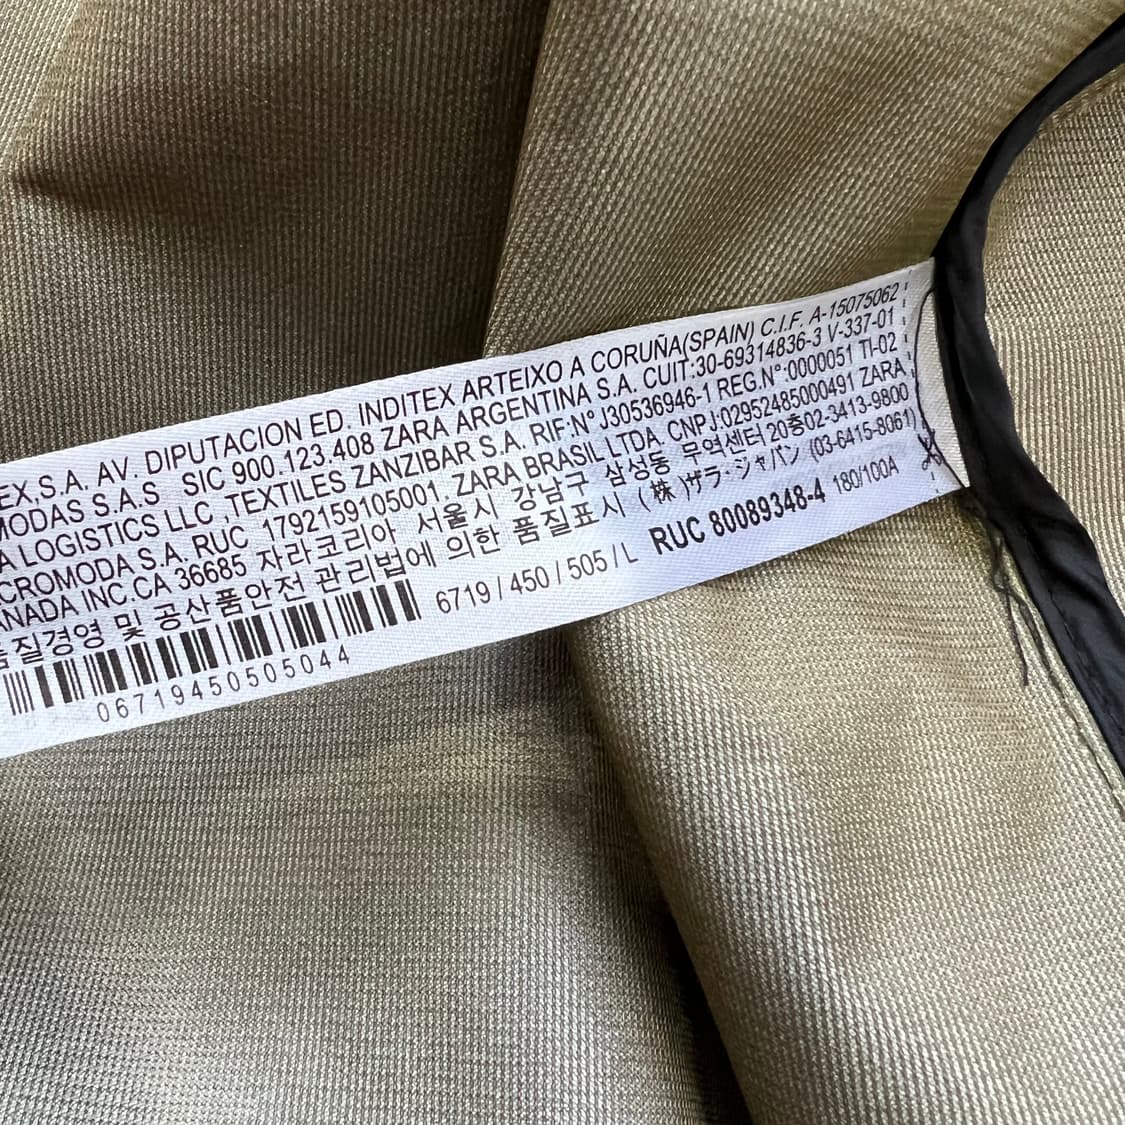 EX,S.A. AV. DIPUTACION ED. INDITEX ARTEIXO A CORUÑA(SPAIN) C.I.F. A-15075062
MODAS S.A.S SIC 900.123.408 ZARA ARGENTINA S.A. CUIT:30-69314836-3 V-337-01
A LOGISTICS LLC ,TEXTILES ZANZIBAR S.A. RIF:N° J30536946-1 REG.N°:0000051 TI-02
CROMODA S.A. RUC 1792159105001. ZARA BRASIL LTDA. CNPJ:02952485000491 ZARA
ANADA INC.CA 36685 자라코리아 서울시 강남구 삼성동 무역센터 20층02-3413-9800
품질경영 및 공산품안전 관리법에 의한 품질표시 (株)ザラ・ジャパン (03-6415-8061)
6719 / 450 / 505 / L RUC 80089348-4 180/100A
06719450505044